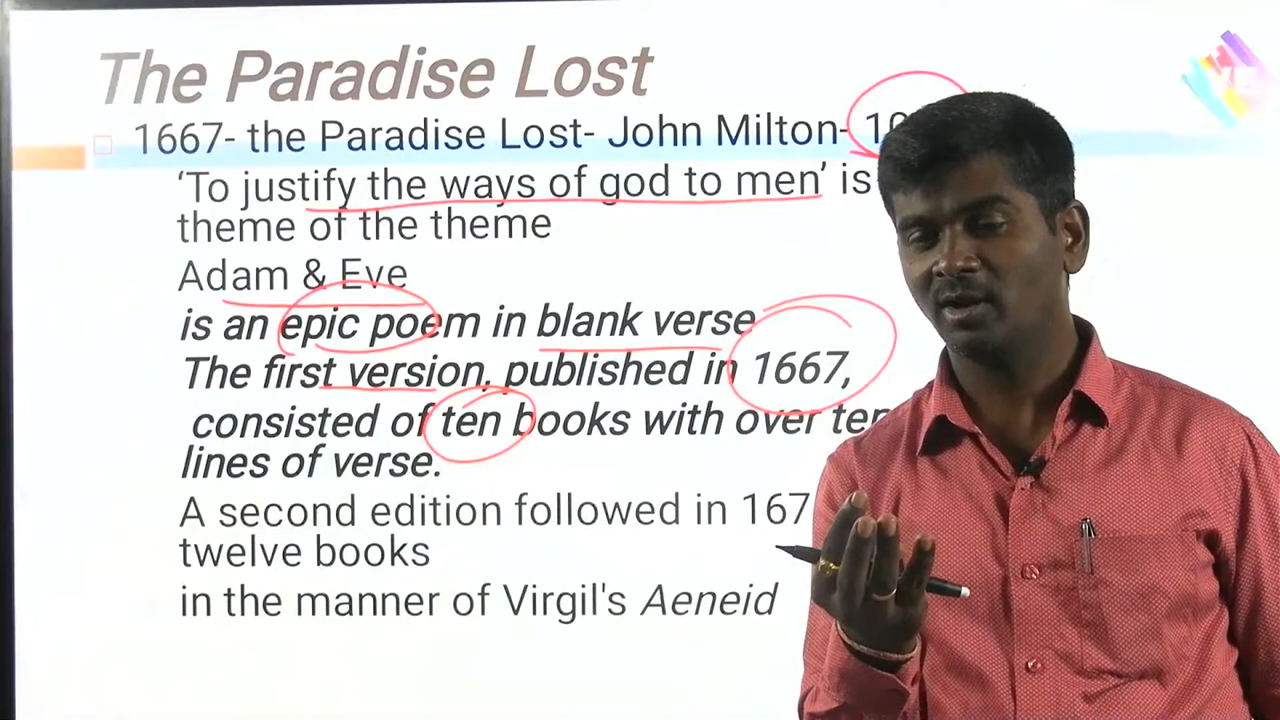 The Paradise Lost
1667- the Paradise Lost- John Milton- 10
‘To justify the ways of god to men’ is
theme of the theme
Adam & Eve
is an epic poem in blank verse
The first version, published in 1667,
consisted of ten books with over ten
lines of verse.
A second edition followed in 167
twelve books
in the manner of Virgil's Aeneid